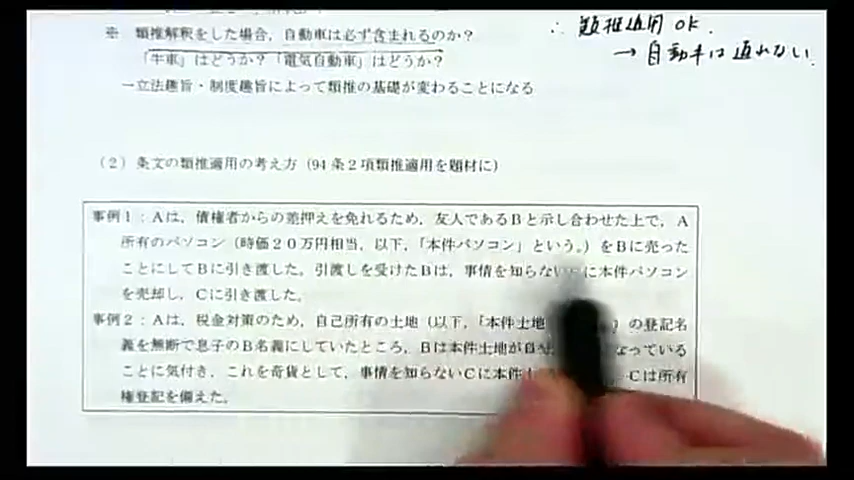 ∴ 類推適用 OK.
→ 自動車は通れない.
※ 類推解釈をした場合，自動車は必ず含まれるのか？
「牛車」はどうか？「電気自動車」はどうか？
→立法趣旨・制度趣旨によって類推の基礎が変わることになる
（2）条文の類推適用の考え方（94条2項類推適用を題材に）
事例1：Aは，債権者からの差押えを免れるため，友人であるBと示し合わせた上で，A
所有のパソコン（時価20万円相当，以下，「本件パソコン」という。）をBに売った
ことにしてBに引き渡した。引渡しを受けたBは，事情を知らない に本件パソコン
を売却し，Cに引き渡した。
事例2：Aは，税金対策のため，自己所有の土地（以下，「本件土地 ）の登記名
義を無断で息子のB名義にしていたところ，Bは本件土地が自 なっている
ことに気付き，これを奇貨として，事情を知らないCに本件 Cは所有
権登記を備えた。